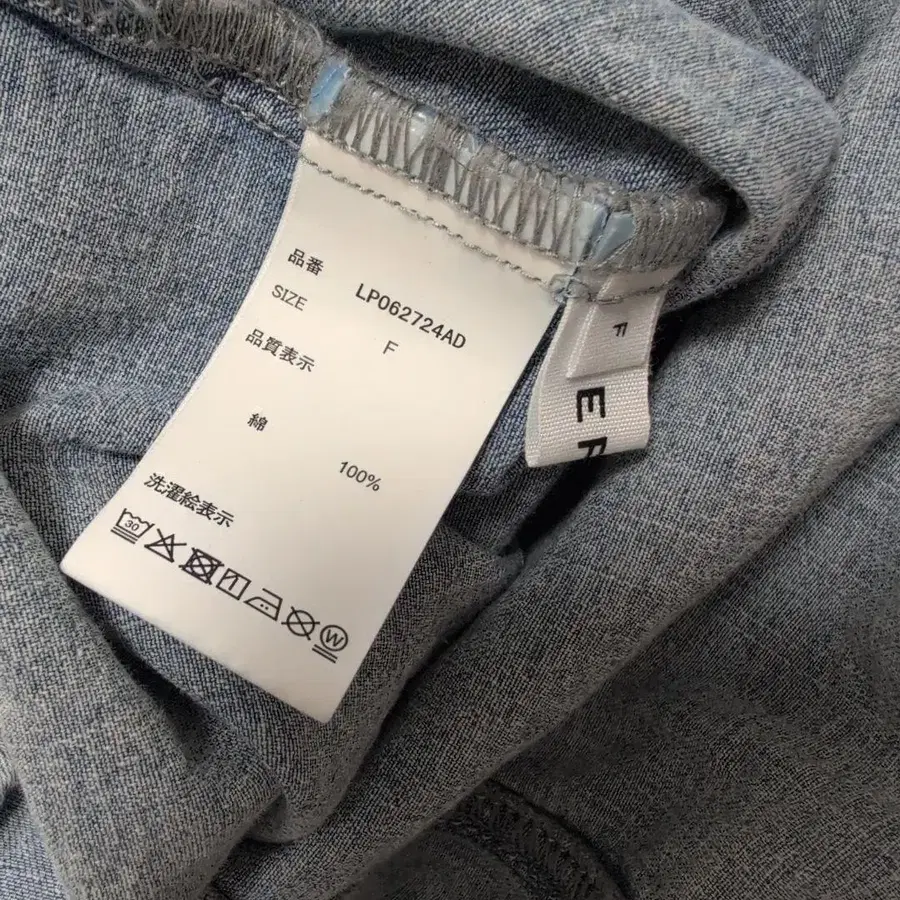 品番 LP062724AD
SIZE F
品質表示
綿 100%
洗濯絵表示
30
W
F
E